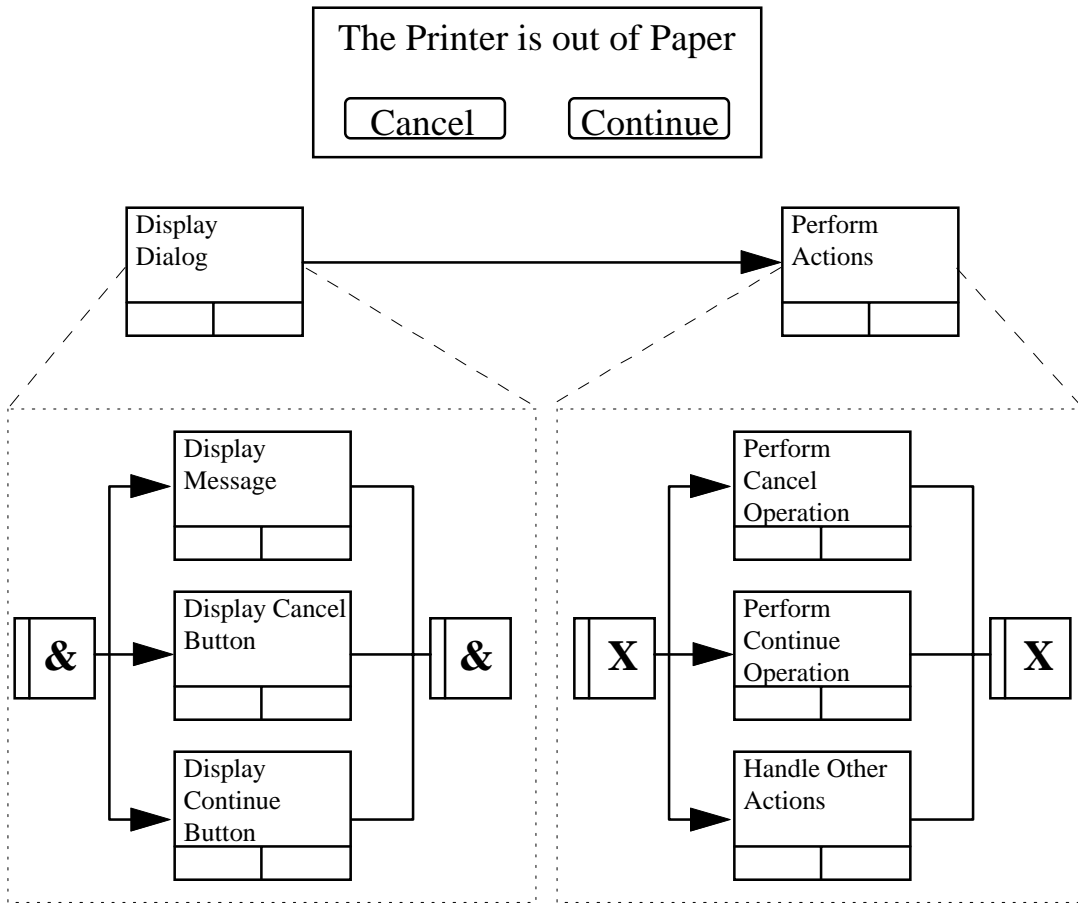 The Printer is out of Paper
Cancel
Continue
Display
Dialog
Perform
Actions
Display
Message
Display Cancel
Button
Display
Continue
Button
&
&
Perform
Cancel
Operation
Perform
Continue
Operation
Handle Other
Actions
X
X